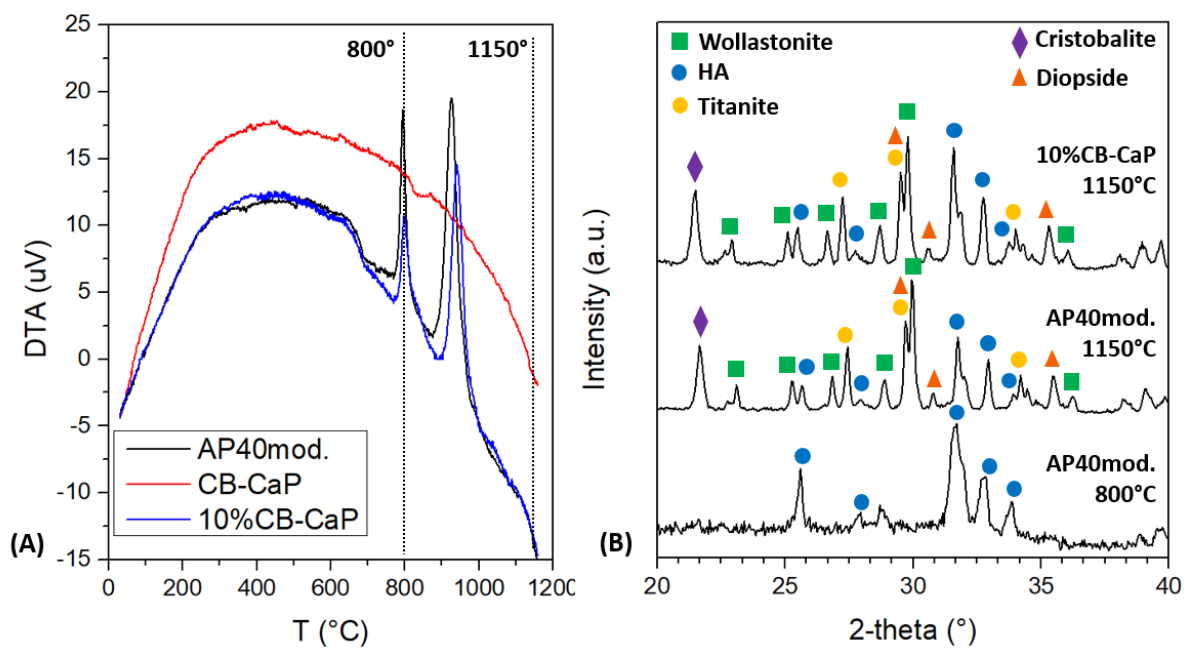 800°
1150°
25
20
15
10
5
0
-5
-10
-15
DTA (uV)
AP40mod.
CB-CaP
10%CB-CaP
(A)
0 200 400 600 800 1000 1200
T (°C)
Wollastonite
HA
Titanite
Cristobalite
Diopside
10%CB-CaP
1150°C
AP40mod.
1150°C
AP40mod.
800°C
Intensity (a.u.)
(B)
20 25 30 35 40
2-theta (°)